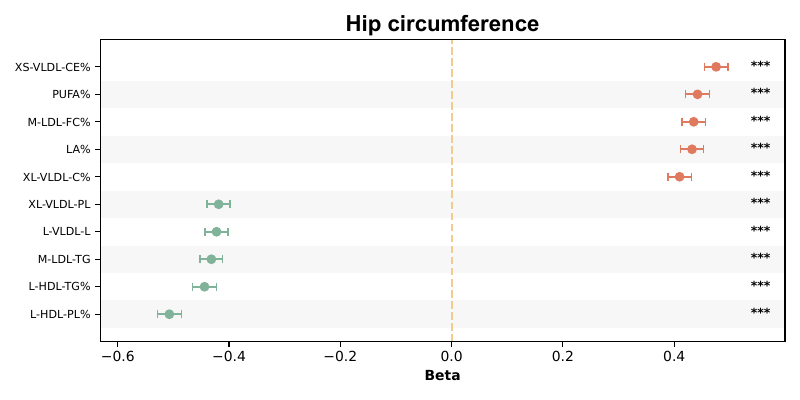 Hip circumference
XS-VLDL-CE% ***
PUFA% ***
M-LDL-FC% ***
LA% ***
XL-VLDL-C% ***
XL-VLDL-PL ***
L-VLDL-L ***
M-LDL-TG ***
L-HDL-TG% ***
L-HDL-PL% ***
−0.6 −0.4 −0.2 0.0 0.2 0.4
Beta